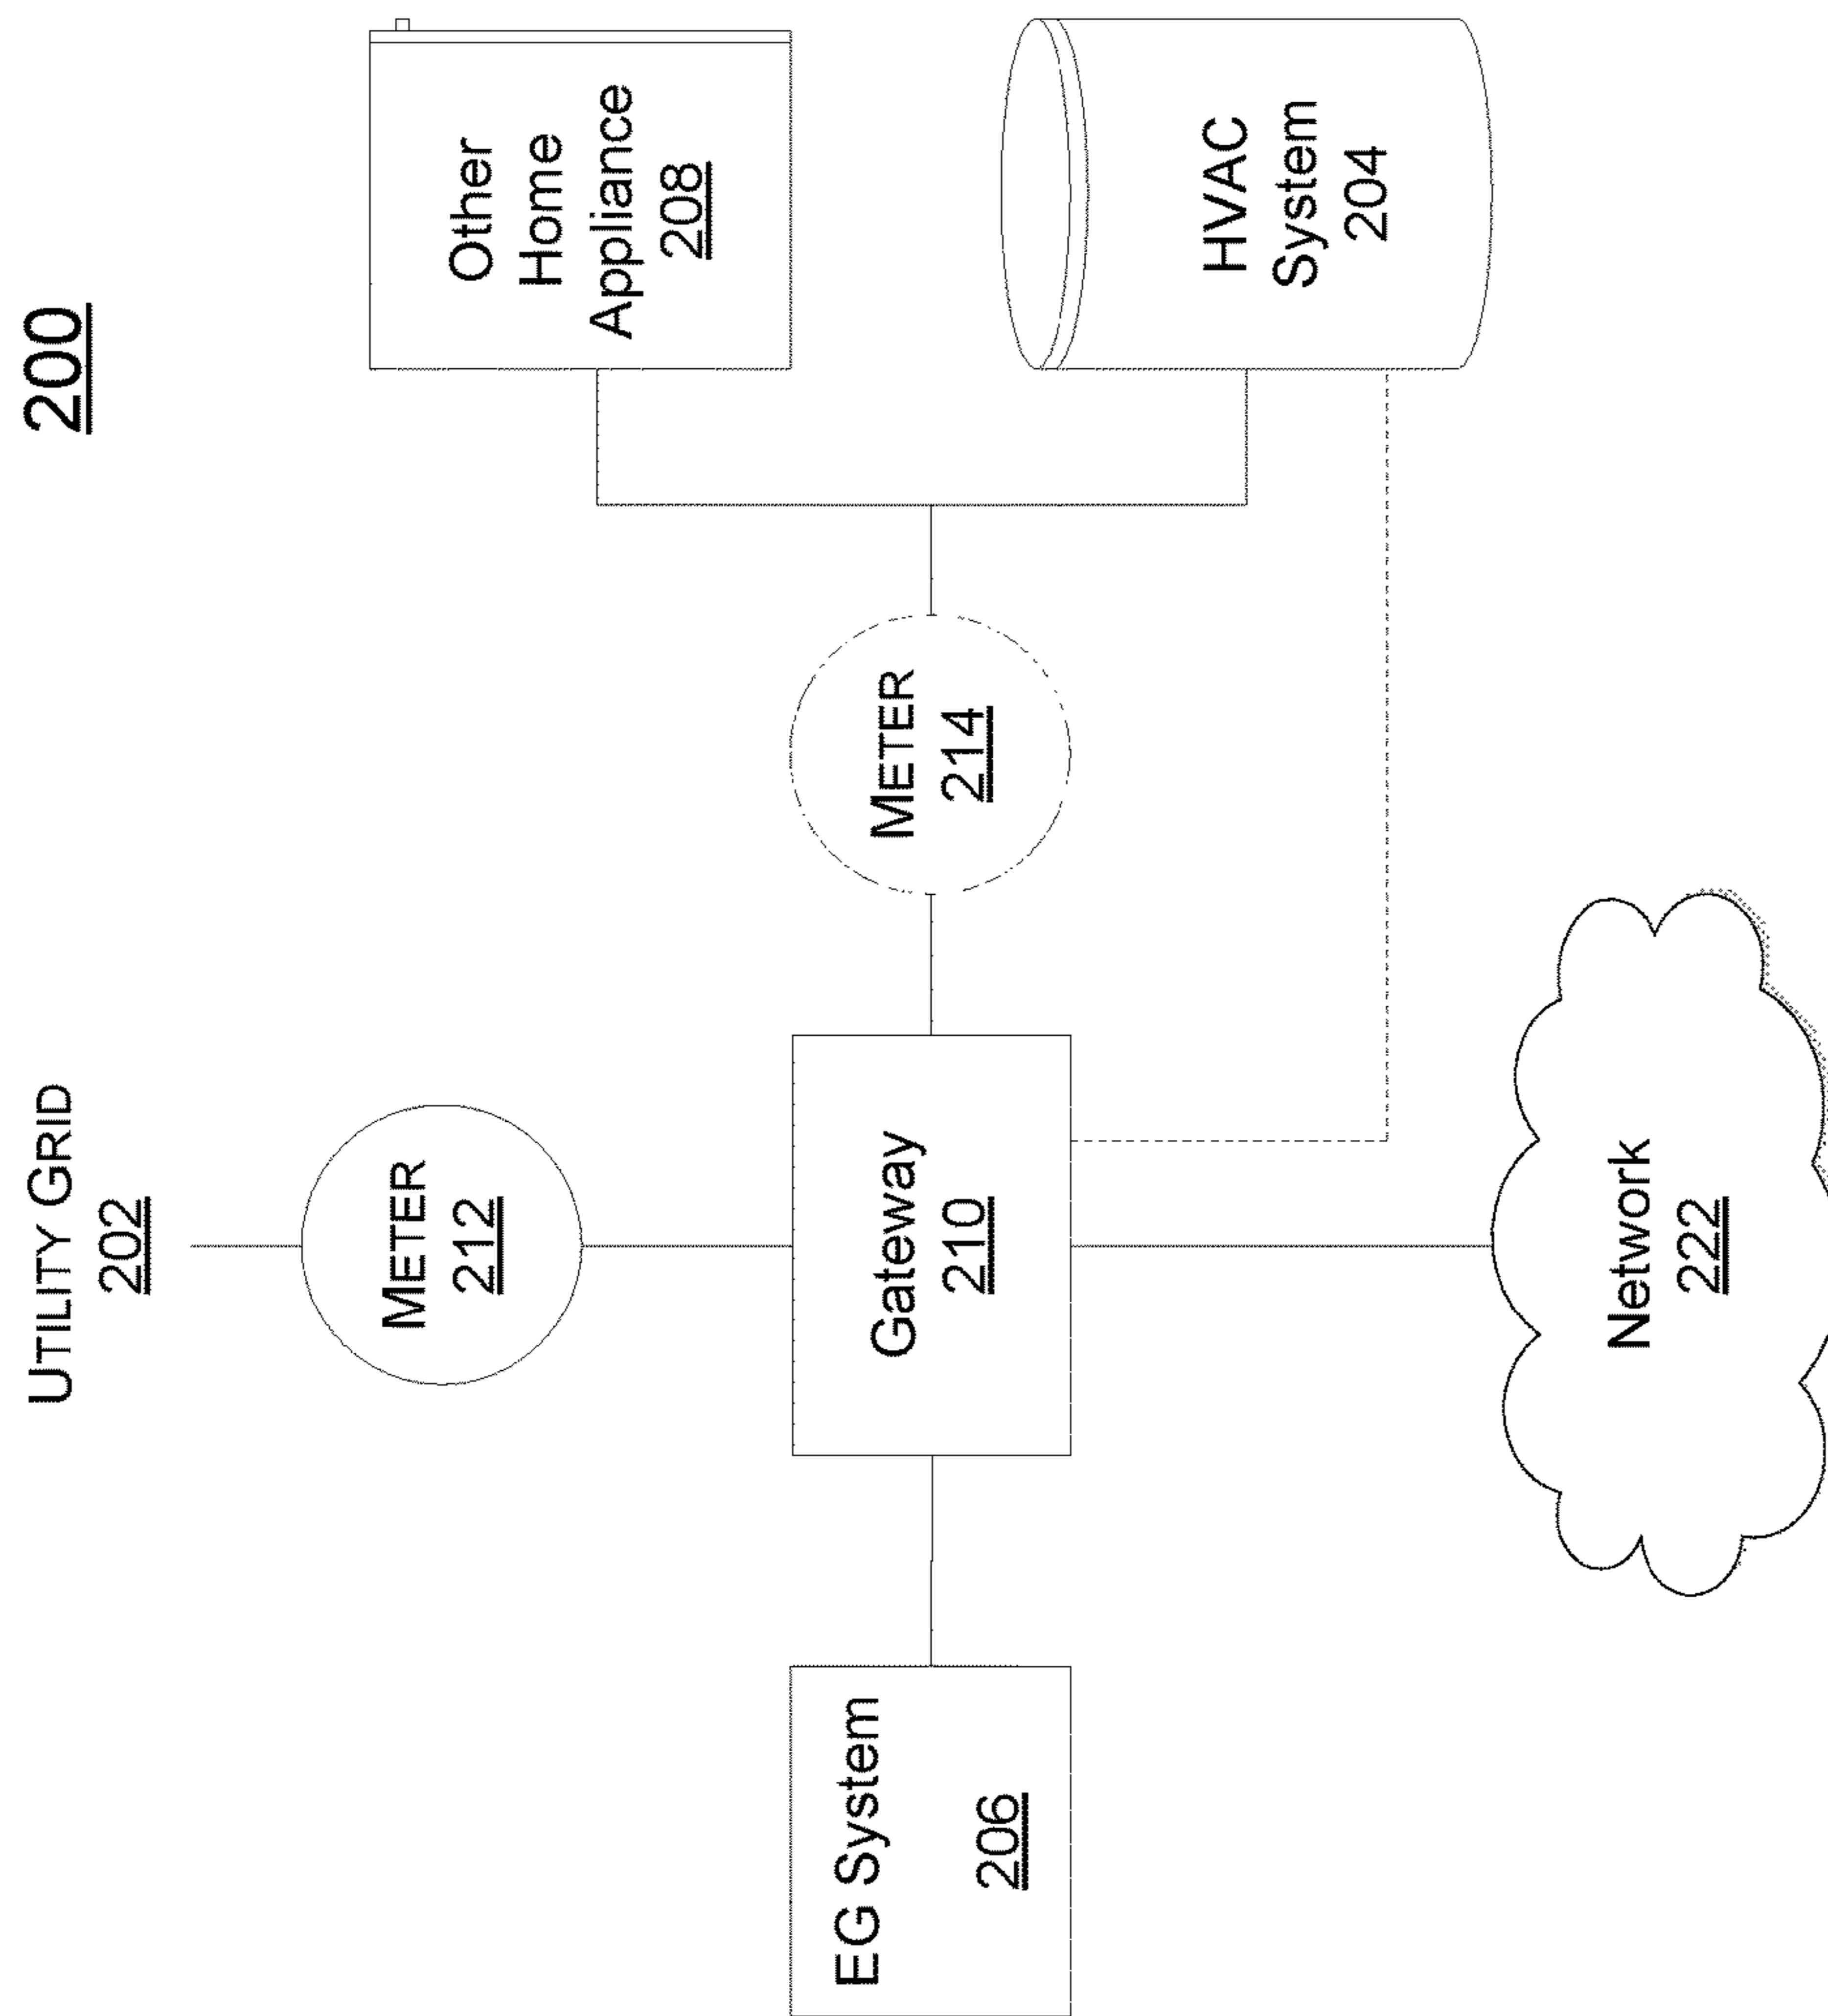 200
UTILITY GRID
202
METER
212
Other
Home
Appliance
208
EG System
206
Gateway
210
METER
214
HVAC
System
204
Network
222